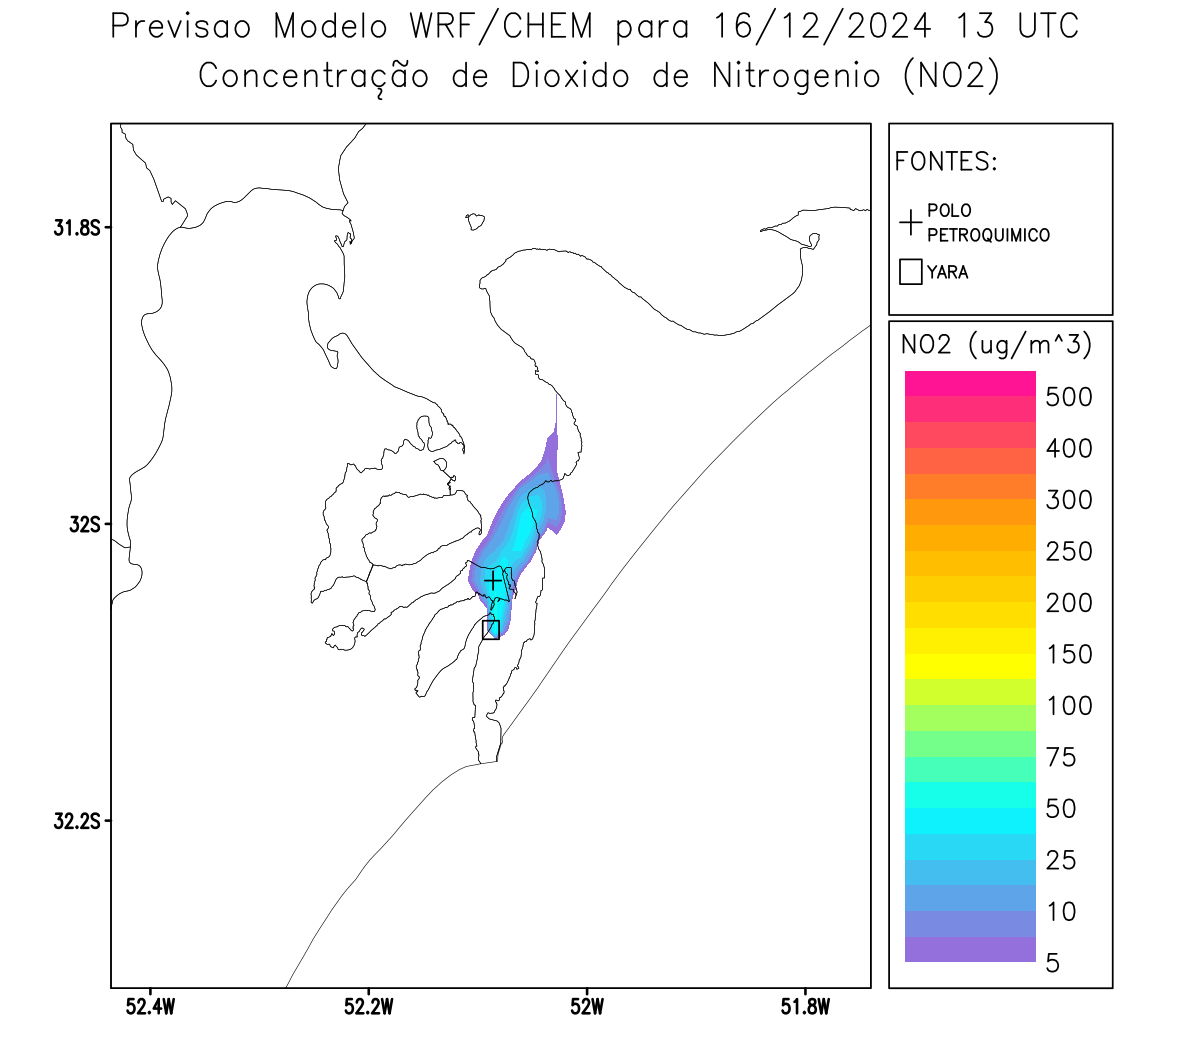 Previsao Modelo WRF/CHEM para 16/12/2024 13 UTC
Concentração de Dioxido de Nitrogenio (NO2)
FONTES:
POLO
PETROQUIMICO
YARA
NO2 (ug/m^3)
500
400
300
250
200
150
100
75
50
25
10
5
31.8S
32S
32.2S
52.4W
52.2W
52W
51.8W